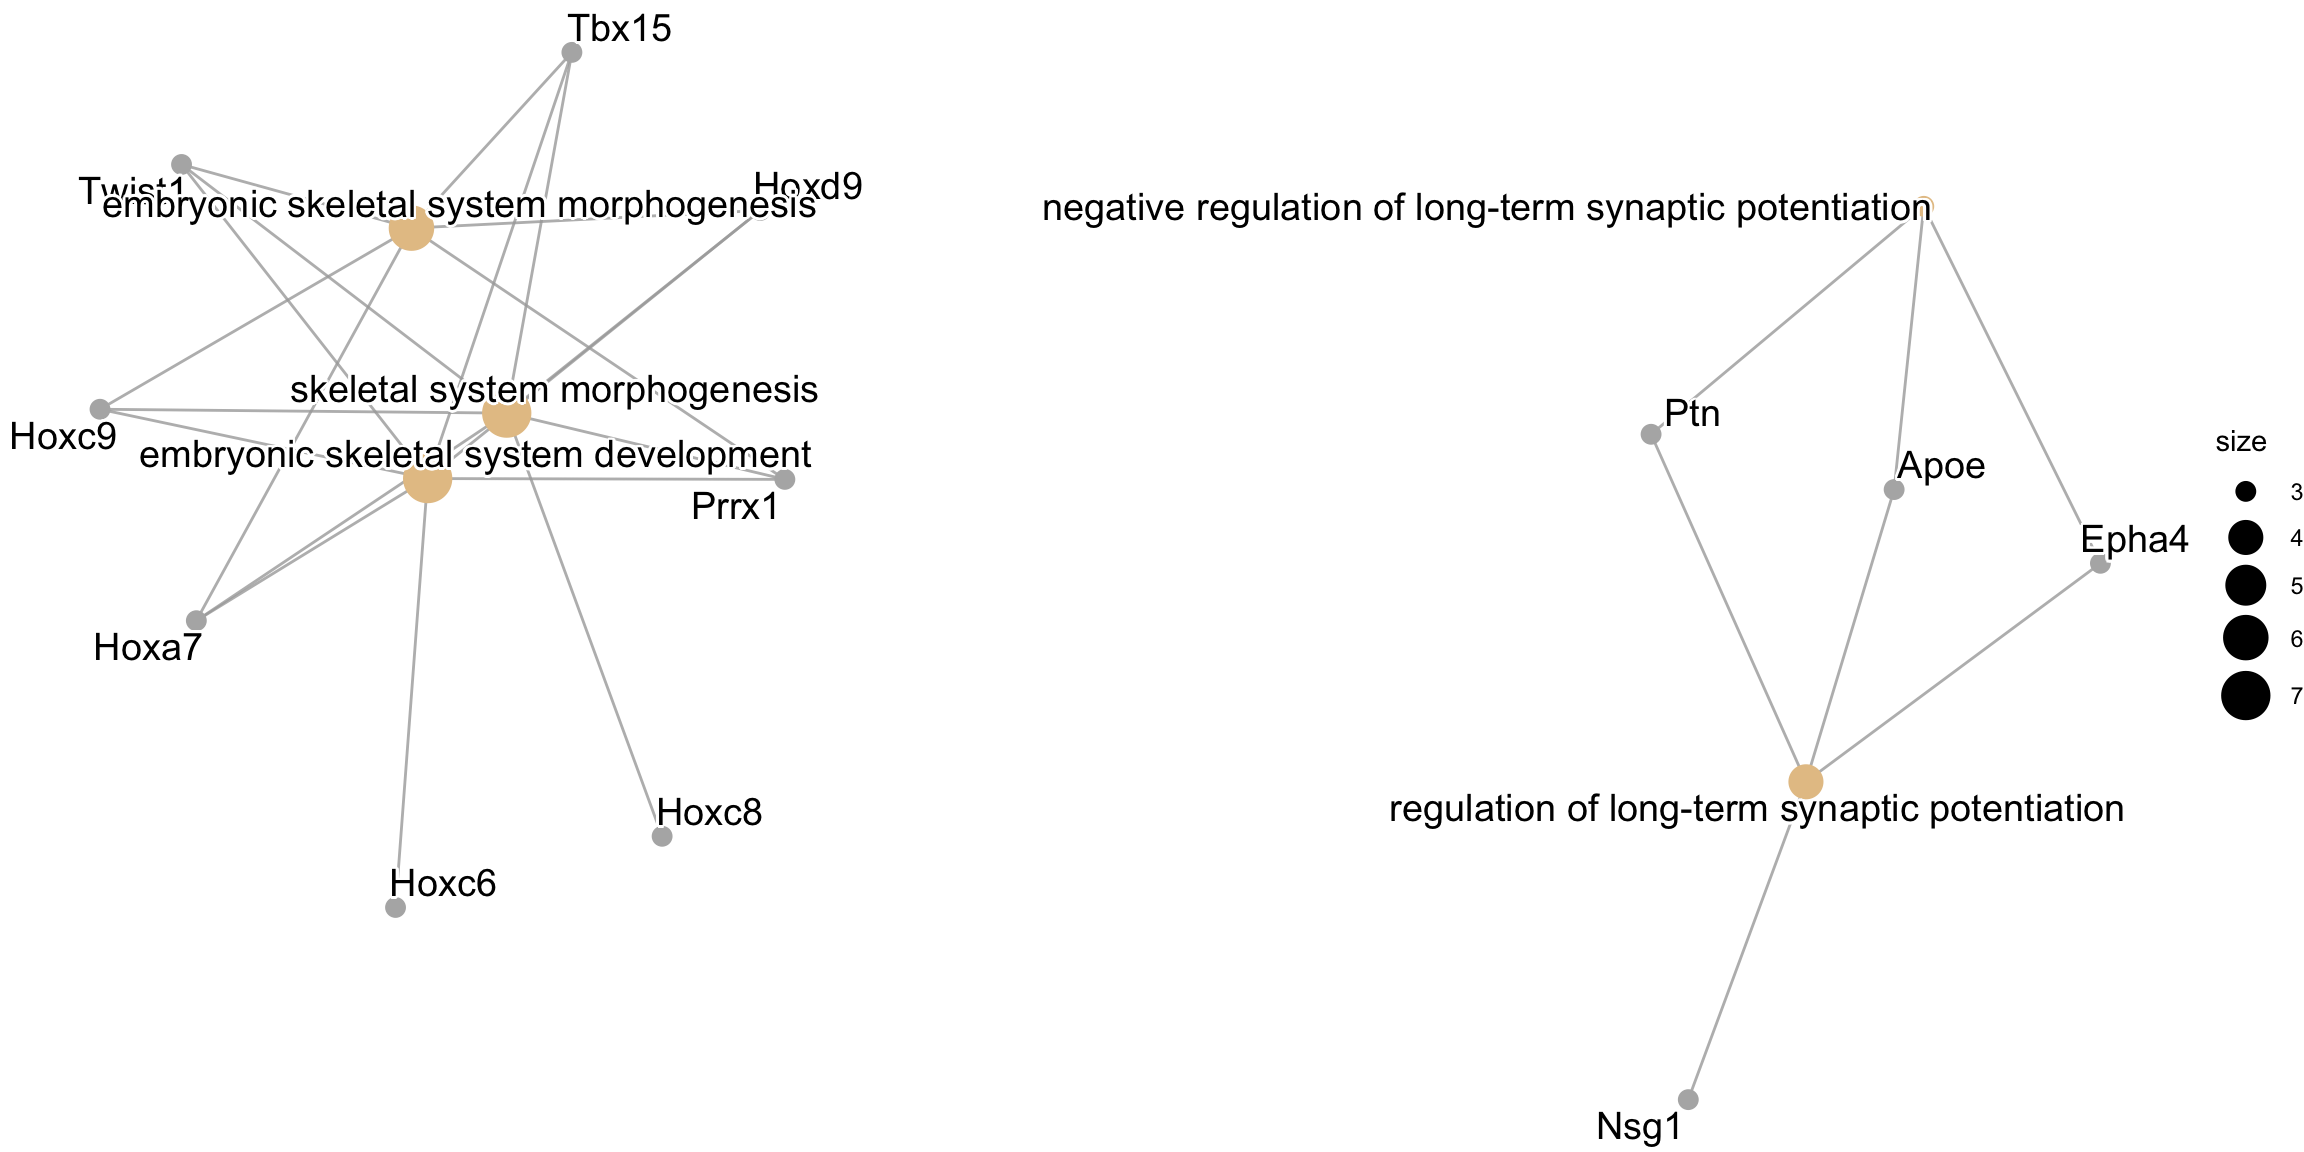 Tbx15
Twist1
Hoxd9
embryonic skeletal system morphogenesis
negative regulation of long-term synaptic potentiation
skeletal system morphogenesis
Hoxc9
embryonic skeletal system development
Prrx1
Ptn
Apoe
Epha4
size
3
4
5
6
7
Hoxa7
Hoxc8
regulation of long-term synaptic potentiation
Hoxc6
Nsg1